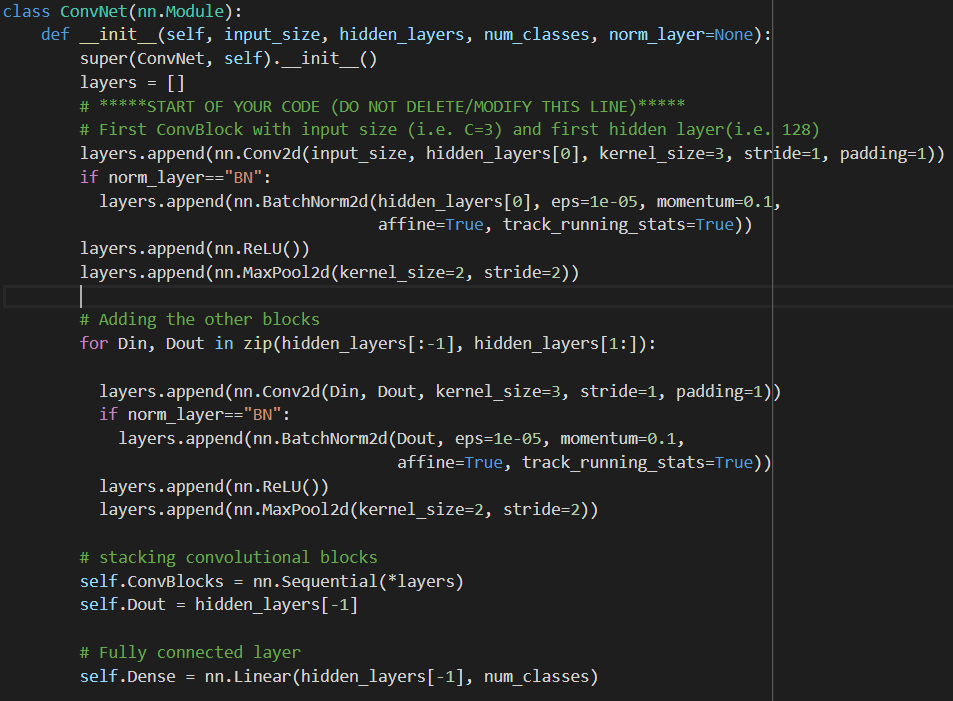 class ConvNet(nn.Module):
    def __init__(self, input_size, hidden_layers, num_classes, norm_layer=None):
        super(ConvNet, self).__init__()
        layers = []
        # *****START OF YOUR CODE (DO NOT DELETE/MODIFY THIS LINE)*****
        # First ConvBlock with input size (i.e. C=3) and first hidden layer(i.e. 128)
        layers.append(nn.Conv2d(input_size, hidden_layers[0], kernel_size=3, stride=1, padding=1))
        if norm_layer=="BN":
          layers.append(nn.BatchNorm2d(hidden_layers[0], eps=1e-05, momentum=0.1,
                                       affine=True, track_running_stats=True))
        layers.append(nn.ReLU())
        layers.append(nn.MaxPool2d(kernel_size=2, stride=2))
        # Adding the other blocks
        for Din, Dout in zip(hidden_layers[:-1], hidden_layers[1:]):
          layers.append(nn.Conv2d(Din, Dout, kernel_size=3, stride=1, padding=1))
          if norm_layer=="BN":
            layers.append(nn.BatchNorm2d(Dout, eps=1e-05, momentum=0.1,
                                         affine=True, track_running_stats=True))
          layers.append(nn.ReLU())
          layers.append(nn.MaxPool2d(kernel_size=2, stride=2))
        # stacking convolutional blocks
        self.ConvBlocks = nn.Sequential(*layers)
        self.Dout = hidden_layers[-1]
        # Fully connected layer
        self.Dense = nn.Linear(hidden_layers[-1], num_classes)